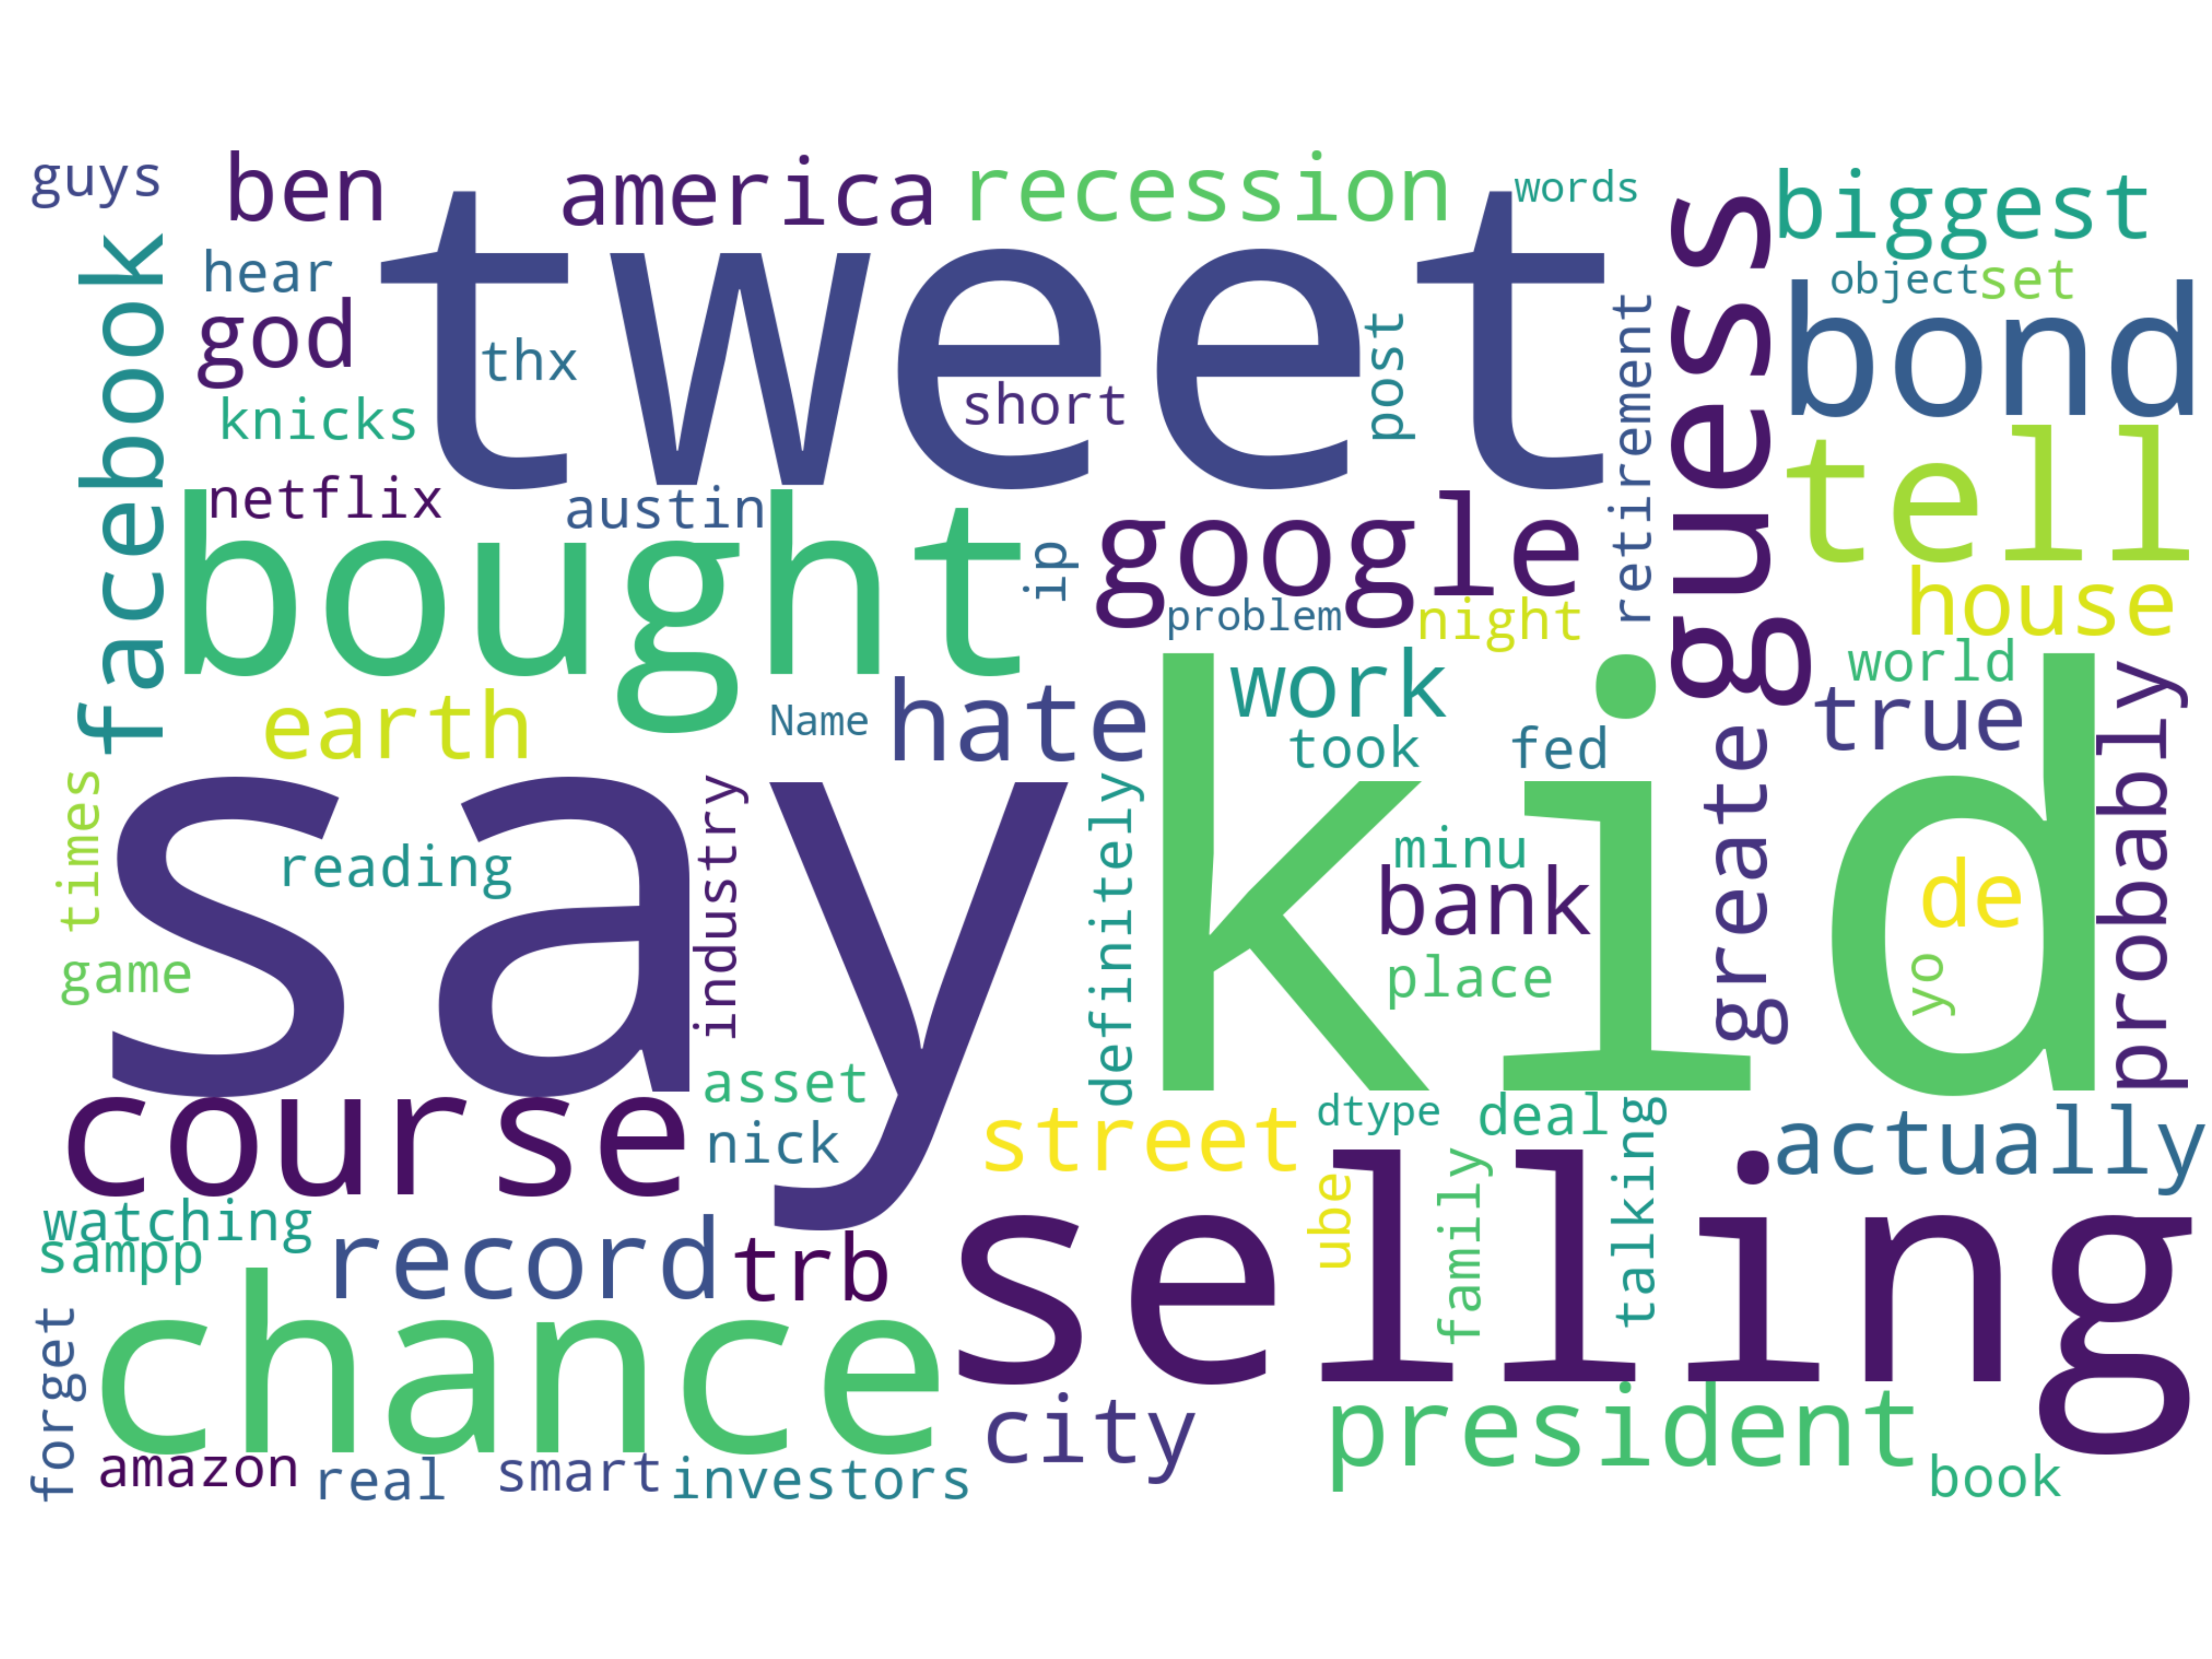 guys
ben
america
recession
words
biggest
hear
tweet
guess
object
set
facebook
god
thx
short
post
retirement
bond
knicks
netflix
austin
bought
ip
google
tell
problem
night
house
world
earth
Name
hate
work
took
fed
true
probably
times
say
reading
industry
definitely
kid
minu
bank
greate
de
game
place
yo
asset
course
nick
street
dtype
deal
talking
actually
watching
sampp
record
trb
ube
family
selling
forget
chance
city
president
amazon
real
smart
investors
book